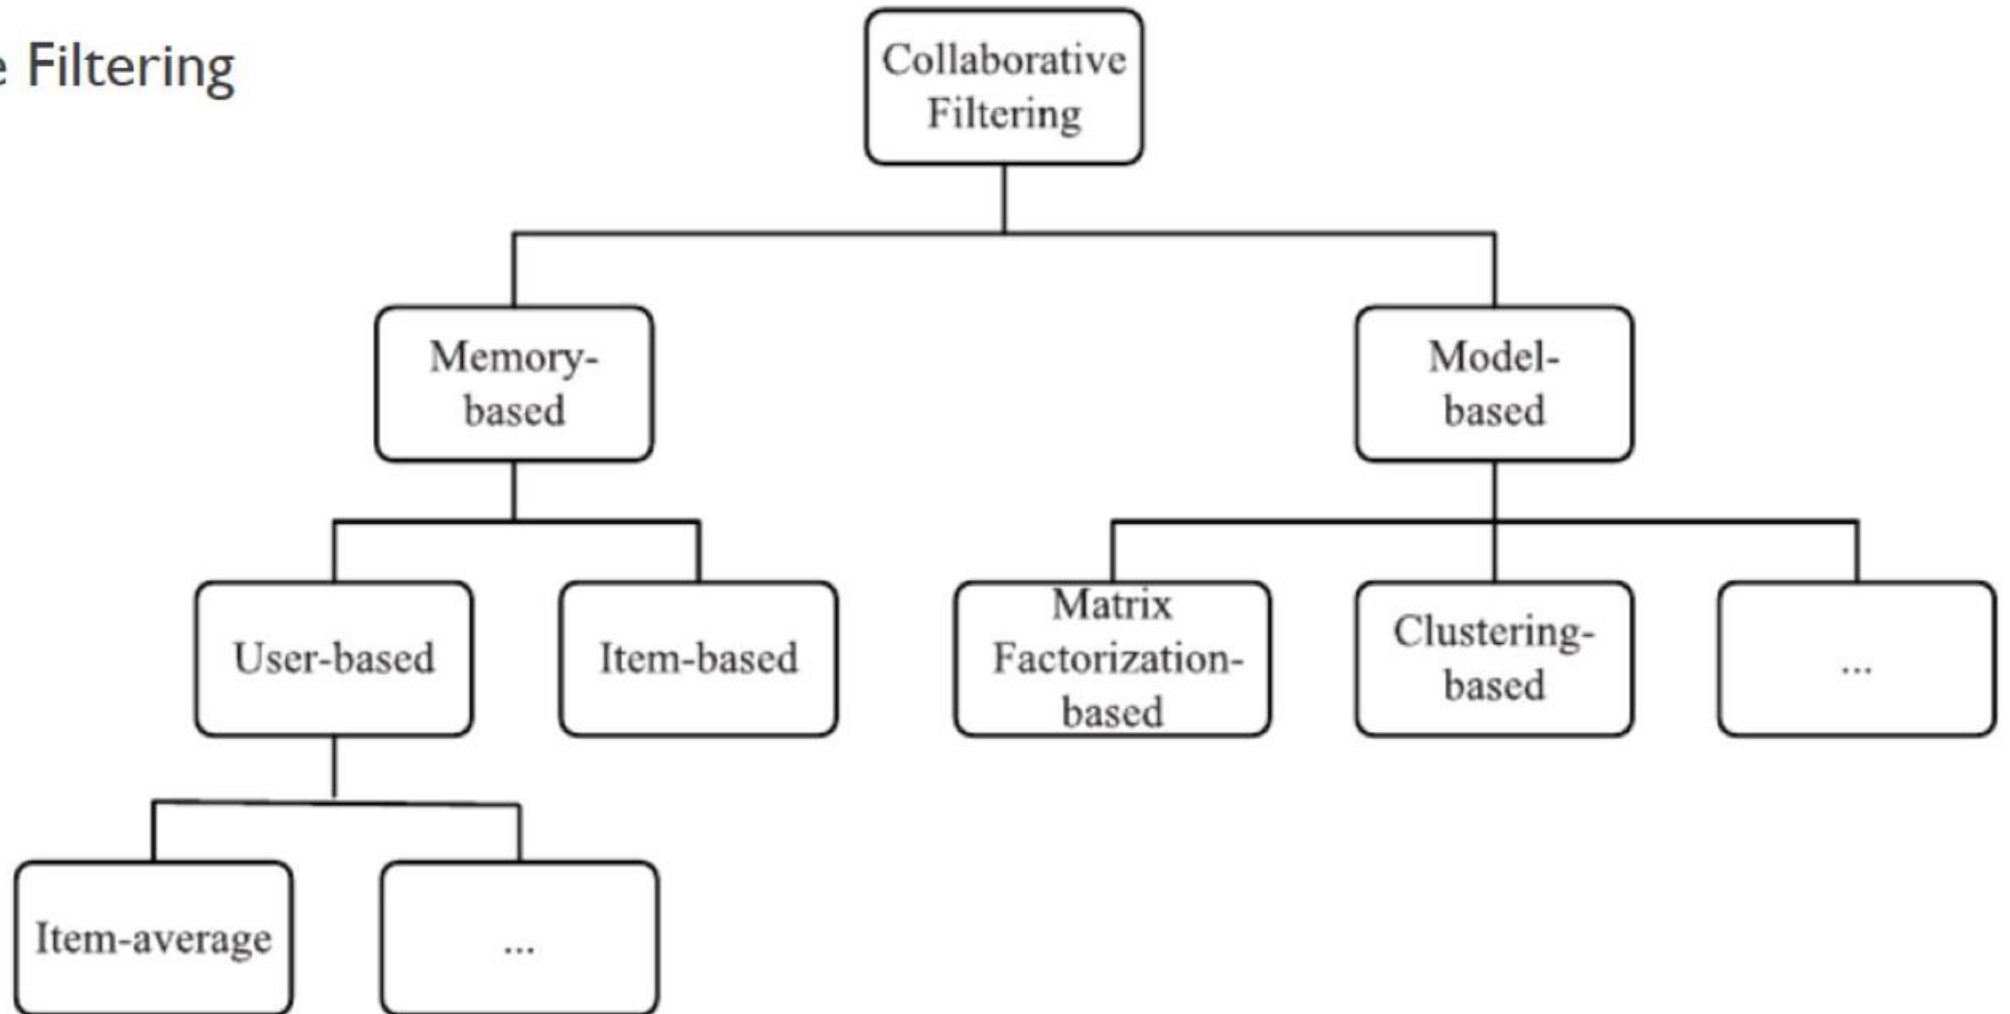 e Filtering
Collaborative
Filtering
Memory-
based
Model-
based
User-based
Item-based
Matrix
Factorization-
based
Clustering-
based
...
Item-average
...